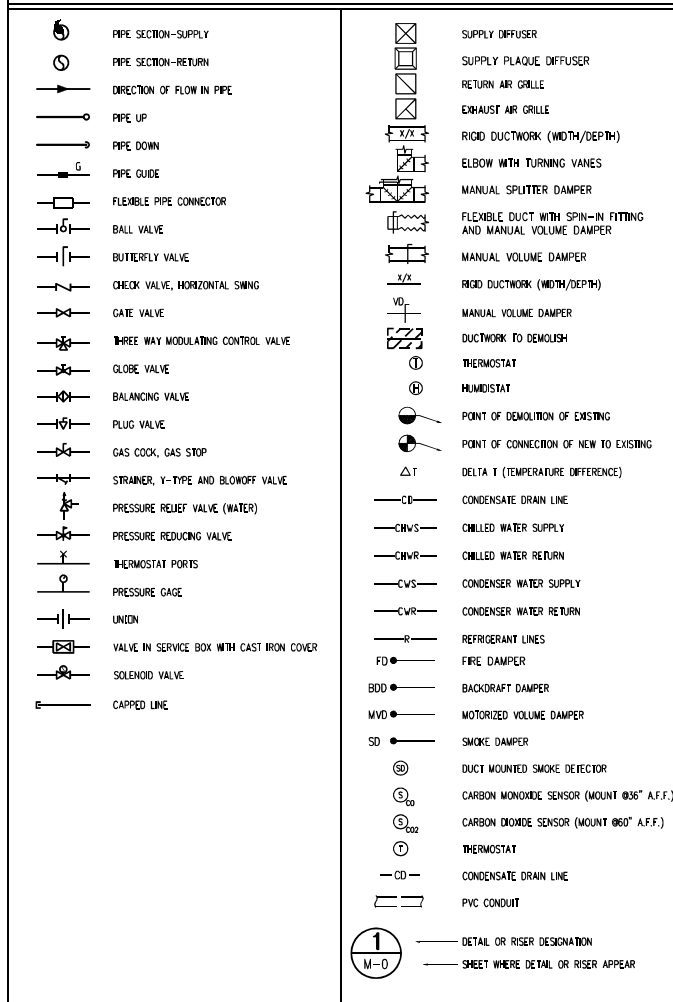 PIPE SECTION-SUPPLY
PIPE SECTION-RETURN
DIRECTION OF FLOW IN PIPE
PIPE UP
PIPE DOWN
G PIPE GUIDE
FLEXIBLE PIPE CONNECTOR
BALL VALVE
BUTTERFLY VALVE
CHECK VALVE, HORIZONTAL SWING
GATE VALVE
THREE WAY MODULATING CONTROL VALVE
GLOBE VALVE
BALANCING VALVE
PLUG VALVE
GAS COCK, GAS STOP
STRAINER, Y-TYPE AND BLOWOFF VALVE
PRESSURE RELIEF VALVE (WATER)
PRESSURE REDUCING VALVE
THERMOSTAT PORTS
PRESSURE GAGE
UNION
VALVE IN SERVICE BOX WITH CAST IRON COVER
SOLENOID VALVE
CAPPED LINE
SUPPLY DIFFUSER
SUPPLY PLAQUE DIFFUSER
RETURN AIR GRILLE
EXHAUST AIR GRILLE
X/X RIGID DUCTWORK (WIDTH/DEPTH)
ELBOW WITH TURNING VANES
MANUAL SPLITTER DAMPER
FLEXIBLE DUCT WITH SPIN-IN FITTING
AND MANUAL VOLUME DAMPER
MANUAL VOLUME DAMPER
X/X RIGID DUCTWORK (WIDTH/DEPTH)
VD MANUAL VOLUME DAMPER
DUCTWORK TO DEMOLISH
T THERMOSTAT
H HUMIDISTAT
POINT OF DEMOLITION OF EXISTING
POINT OF CONNECTION OF NEW TO EXISTING
△T DELTA T (TEMPERATURE DIFFERENCE)
CD CONDENSATE DRAIN LINE
CHWS CHILLED WATER SUPPLY
CHWR CHILLED WATER RETURN
CWS CONDENSER WATER SUPPLY
CWR CONDENSER WATER RETURN
R REFRIGERANT LINES
FD FIRE DAMPER
BDD BACKDRAFT DAMPER
MVD MOTORIZED VOLUME DAMPER
SD SMOKE DAMPER
SD DUCT MOUNTED SMOKE DETECTOR
S CO CARBON MONOXIDE SENSOR (MOUNT @36" A.F.F.)
S CO2 CARBON DIOXIDE SENSOR (MOUNT @60" A.F.F.)
T THERMOSTAT
CD CONDENSATE DRAIN LINE
PVC CONDUIT
1 DETAIL OR RISER DESIGNATION
M-0 SHEET WHERE DETAIL OR RISER APPEAR